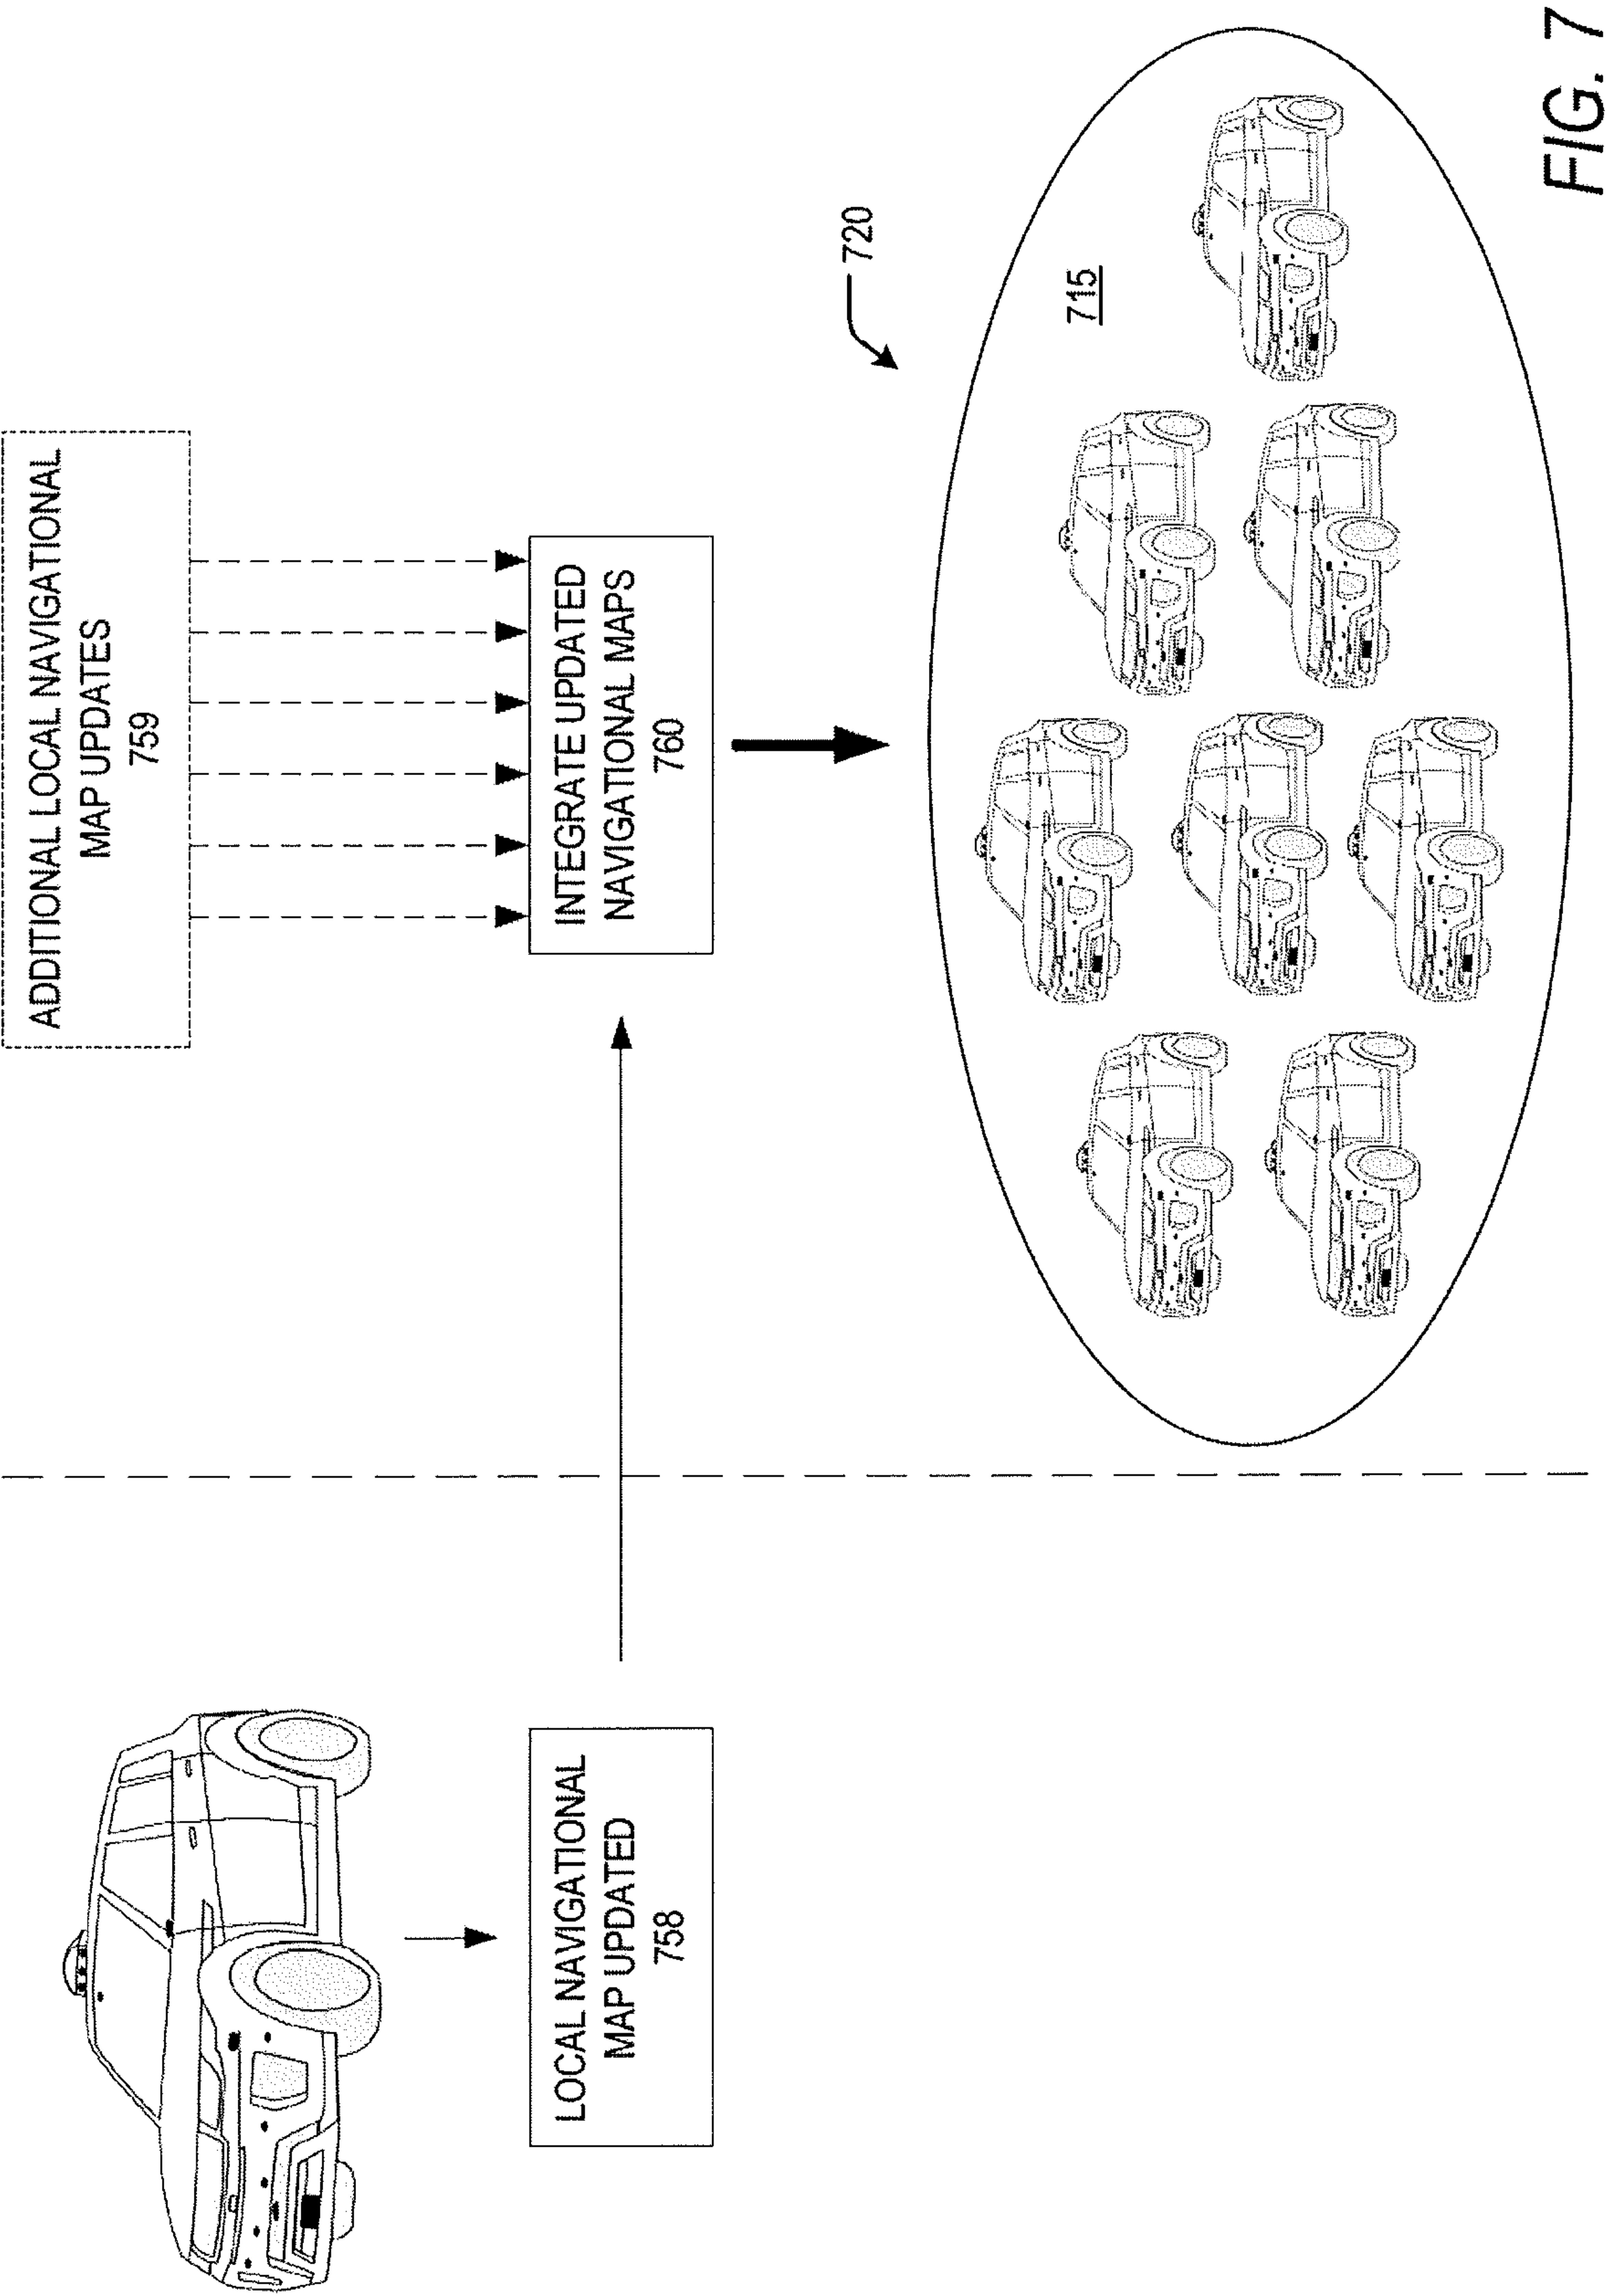 ADDITIONAL LOCAL NAVIGATIONAL
MAP UPDATES
759
LOCAL NAVIGATIONAL
MAP UPDATED
758
INTEGRATE UPDATED
NAVIGATIONAL MAPS
760
720
715
FIG. 7